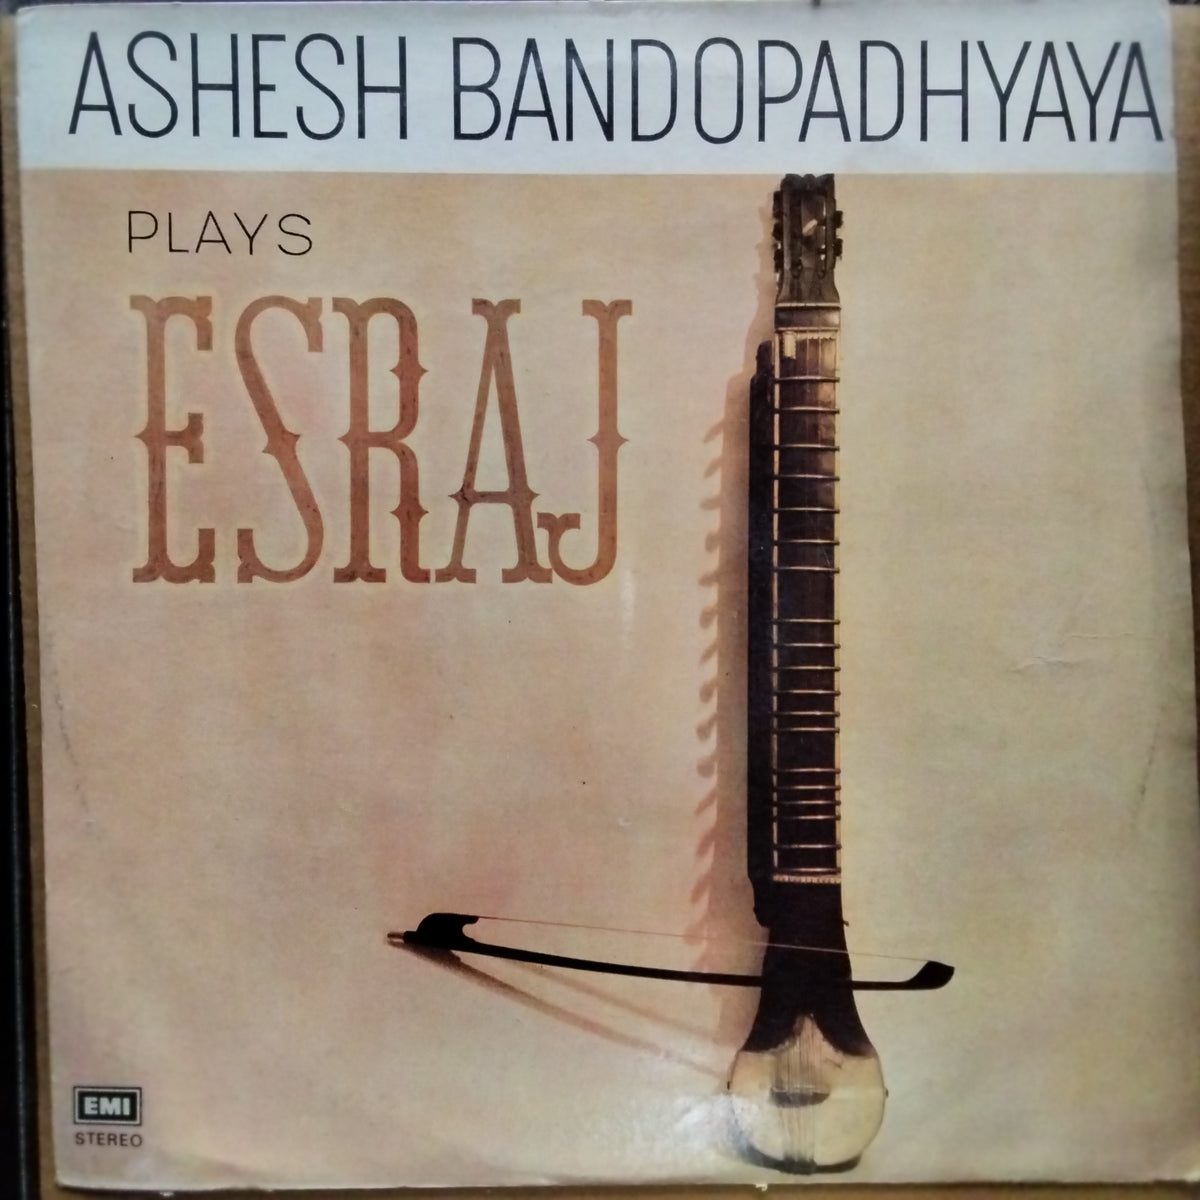 ASHESH BANDOPADHYAYA
PLAYS
ESRAJ
EMI
STEREO